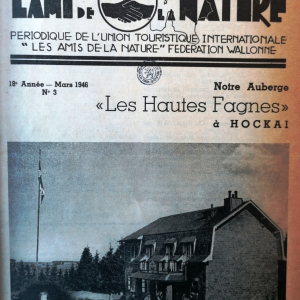 L'AMI DE LA NATURE
PERIODIQUE DE L'UNION TOURISTIQUE INTERNATIONALE
"LES AMIS DE LA NATURE" FEDERATION WALLONNE
18e Année — Mars 1946
N° 3
Notre Auberge
«Les Hautes Fagnes»
à HOCKAI